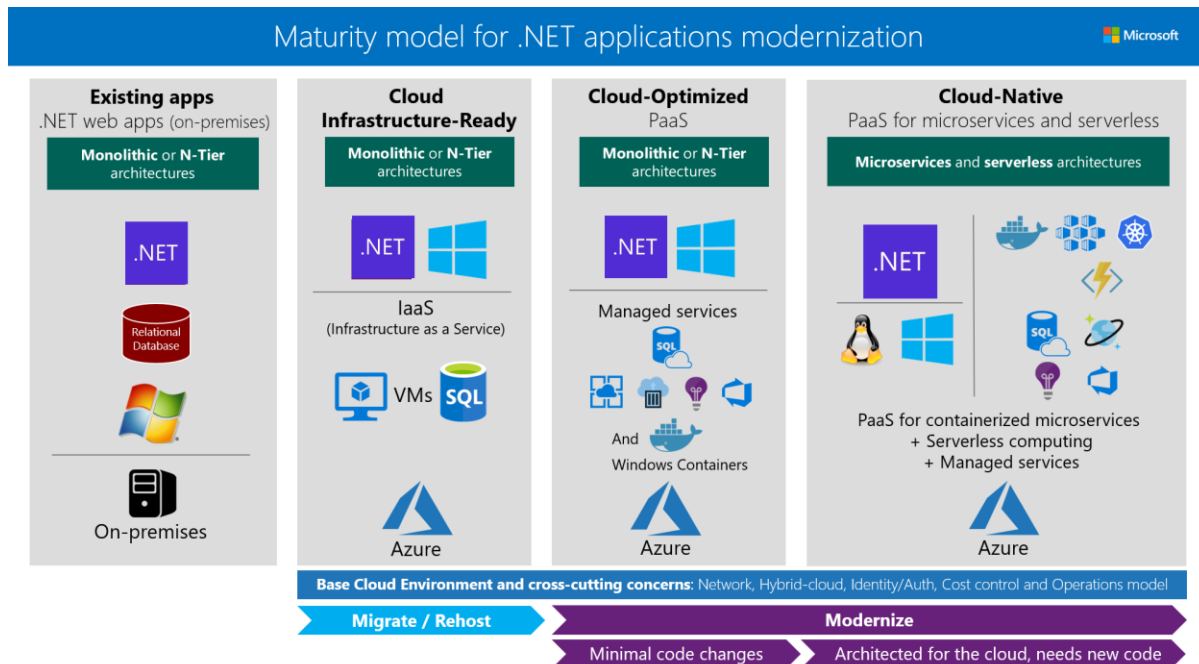 Maturity model for .NET applications modernization
Microsoft
Existing apps
.NET web apps (on-premises)
Monolithic or N-Tier
architectures
.NET
Relational
Database
On-premises
Cloud
Infrastructure-Ready
Monolithic or N-Tier
architectures
.NET
IaaS
(Infrastructure as a Service)
VMs
SQL
Azure
Cloud-Optimized
PaaS
Monolithic or N-Tier
architectures
.NET
Managed services
SQL
And
Windows Containers
Azure
Cloud-Native
PaaS for microservices and serverless
Microservices and serverless architectures
.NET
SQL
PaaS for containerized microservices
+ Serverless computing
+ Managed services
Azure
Base Cloud Environment and cross-cutting concerns: Network, Hybrid-cloud, Identity/Auth, Cost control and Operations model
Migrate / Rehost
Modernize
Minimal code changes
Architected for the cloud, needs new code